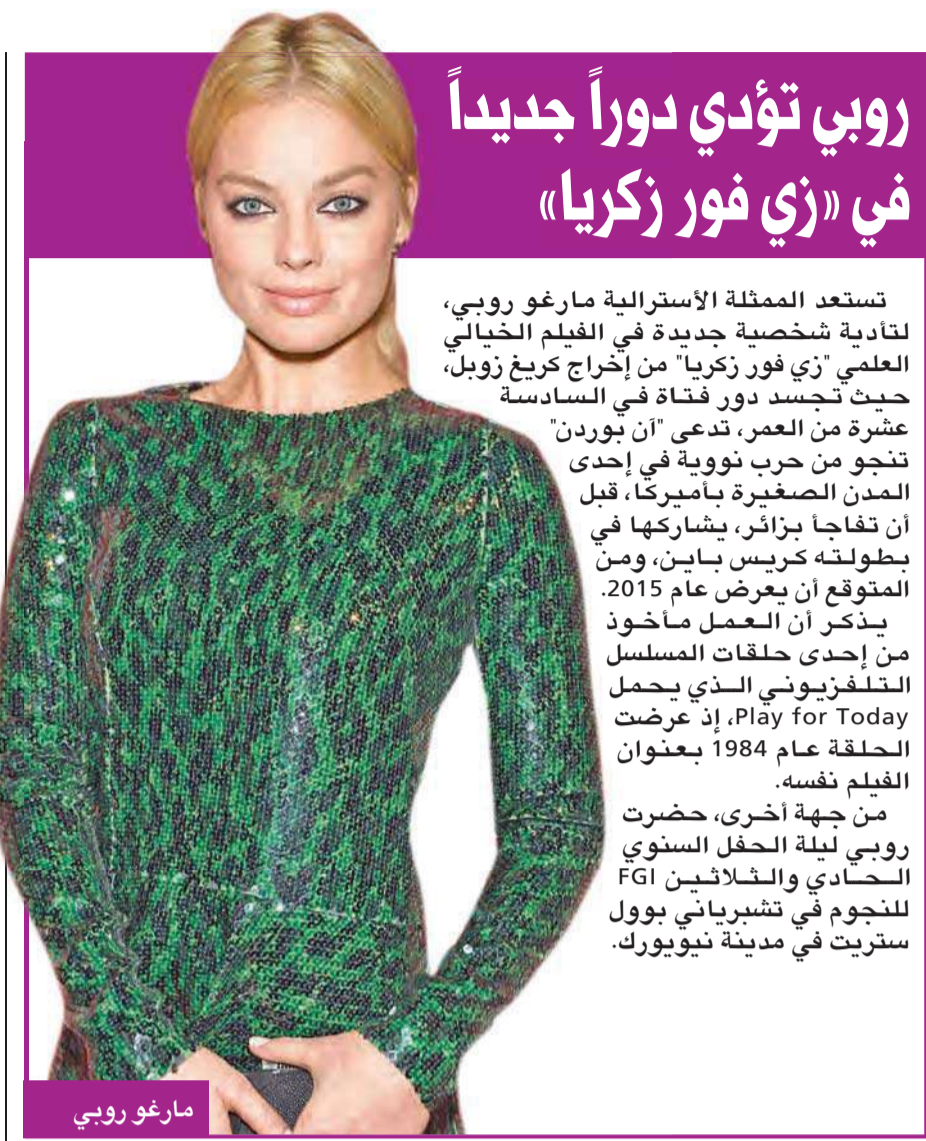 روبي تؤدي دوراً جديداً
في «زي فور زكريا»
تستعد الممثلة الأسترالية مارغو روبي،
لتأدية شخصية جديدة في الفيلم الخيالي
العلمي "زي فور زكريا" من إخراج كريغ زوبل،
حيث تجسد دور فتاة في السادسة
عشرة من العمر، تدعى "آن بوردن"
تنجو من حرب نووية في إحدى
المدن الصغيرة بأميركا، قبل
أن تفاجأ بزائر، يشاركها في
بطولته كريس باين، ومن
المتوقع أن يعرض عام 2015.
يذكر أن العمل مأخوذ
من إحدى حلقات المسلسل
التلفزيوني الذي يحمل
Play for Today، إذ عرضت
الحلقة عام 1984 بعنوان
الفيلم نفسه.
من جهة أخرى، حضرت
روبي ليلة الحفل السنوي
الحادي والثلاثين FGI
للنجوم في تشبرياني بوول
ستريت في مدينة نيويورك.
مارغو روبي